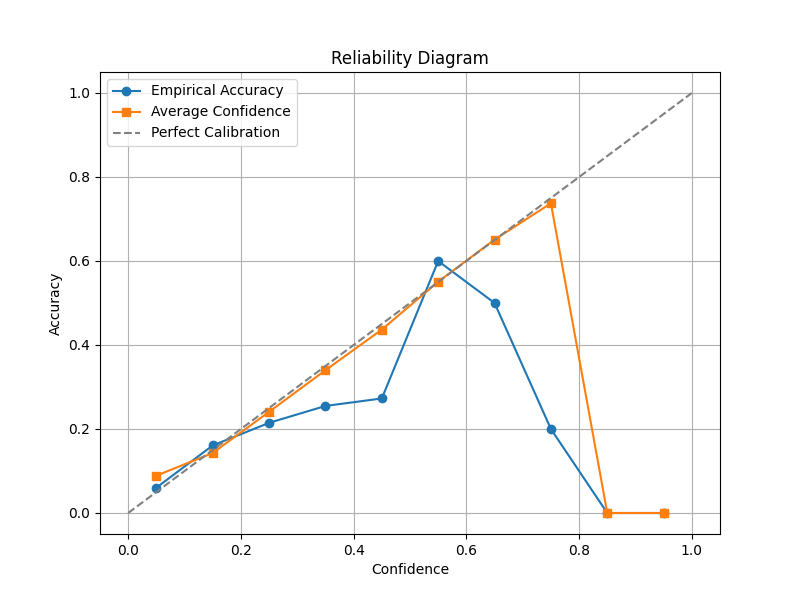 Reliability Diagram
Empirical Accuracy
Average Confidence
Perfect Calibration
Accuracy
1.0
0.8
0.6
0.4
0.2
0.0
0.0 0.2 0.4 0.6 0.8 1.0
Confidence